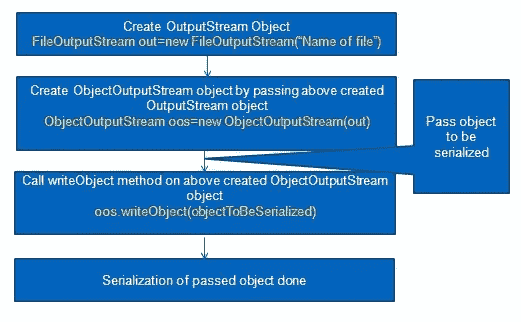 Create OutputStream Object
FileOutputStream out=new FileOutputStream(“Name of file”)
Create ObjectOutputStream object by passing above created
OutputStream object
ObjectOutputStream oos=new ObjectOutputStream(out)
Pass object
to be
serialized
Call writeObject method on above created ObjectOutputStream
object
oos.writeObject(objectToBeSerialized)
Serialization of passed object done